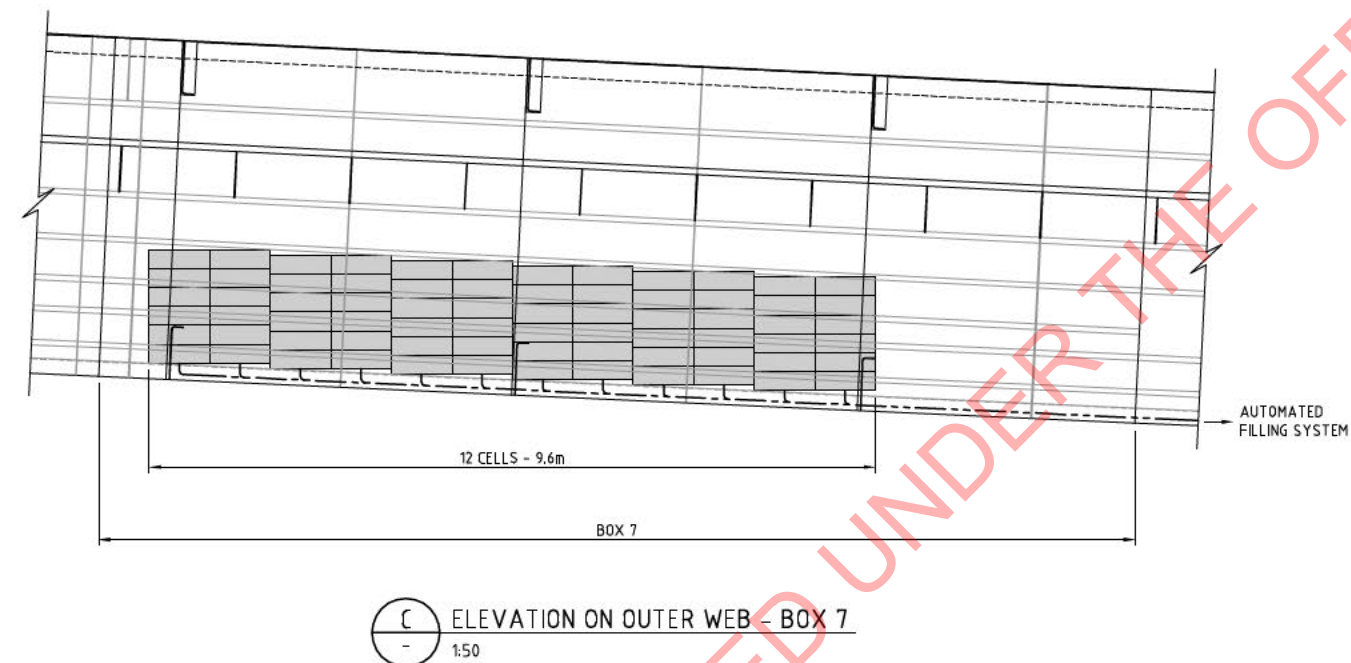 AUTOMATED
FILLING SYSTEM
12 CELLS - 9.6m
BOX 7
C
ELEVATION ON OUTER WEB - BOX 7
-
1:50
ED UNDER THE OF